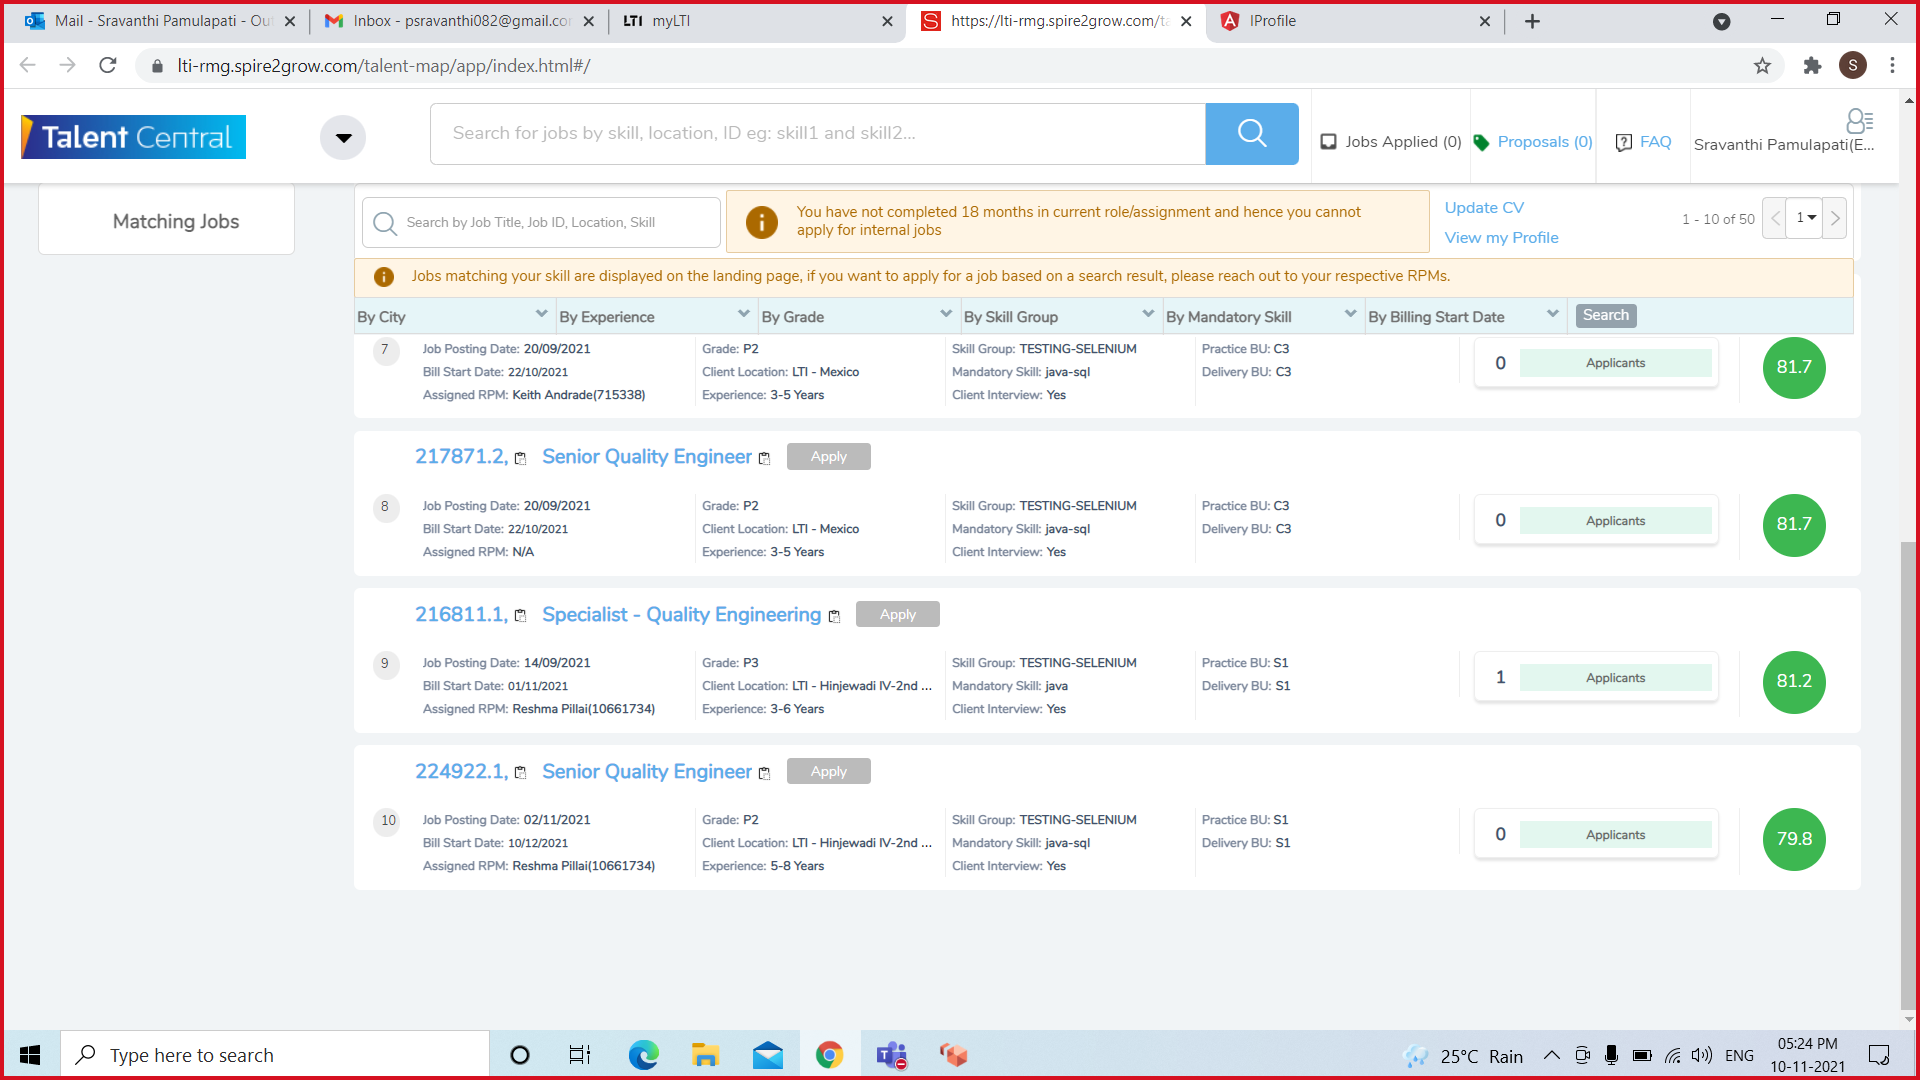 Mail - Sravanthi Pamulapati - Ou
Inbox - psravanthi082@gmail.co
LTI myLTI
https://lti-rmg.spire2grow.com/t
IProfile
lti-rmg.spire2grow.com/talent-map/app/index.html#/
S
Talent Central
Search for jobs by skill, location, ID eg: skill1 and skill2...
Jobs Applied (0)
Proposals (0)
FAQ
Sravanthi Pamulapati(E...
Matching Jobs
Search by Job Title, Job ID, Location, Skill
You have not completed 18 months in current role/assignment and hence you cannot
apply for internal jobs
Update CV
View my Profile
1 - 10 of 50
1
Jobs matching your skill are displayed on the landing page, if you want to apply for a job based on a search result, please reach out to your respective RPMs.
By City
By Experience
By Grade
By Skill Group
By Mandatory Skill
By Billing Start Date
Search
7
Job Posting Date: 20/09/2021
Bill Start Date: 22/10/2021
Assigned RPM: Keith Andrade(715338)
Grade: P2
Client Location: LTI - Mexico
Experience: 3-5 Years
Skill Group: TESTING-SELENIUM
Mandatory Skill: java-sql
Client Interview: Yes
Practice BU: C3
Delivery BU: C3
0 Applicants
81.7
217871.2, Senior Quality Engineer Apply
8
Job Posting Date: 20/09/2021
Bill Start Date: 22/10/2021
Assigned RPM: N/A
Grade: P2
Client Location: LTI - Mexico
Experience: 3-5 Years
Skill Group: TESTING-SELENIUM
Mandatory Skill: java-sql
Client Interview: Yes
Practice BU: C3
Delivery BU: C3
0 Applicants
81.7
216811.1, Specialist - Quality Engineering Apply
9
Job Posting Date: 14/09/2021
Bill Start Date: 01/11/2021
Assigned RPM: Reshma Pillai(10661734)
Grade: P3
Client Location: LTI - Hinjewadi IV-2nd ...
Experience: 3-6 Years
Skill Group: TESTING-SELENIUM
Mandatory Skill: java
Client Interview: Yes
Practice BU: S1
Delivery BU: S1
1 Applicants
81.2
224922.1, Senior Quality Engineer Apply
10
Job Posting Date: 02/11/2021
Bill Start Date: 10/12/2021
Assigned RPM: Reshma Pillai(10661734)
Grade: P2
Client Location: LTI - Hinjewadi IV-2nd ...
Experience: 5-8 Years
Skill Group: TESTING-SELENIUM
Mandatory Skill: java-sql
Client Interview: Yes
Practice BU: S1
Delivery BU: S1
0 Applicants
79.8
Type here to search
25°C Rain
ENG
05:24 PM
10-11-2021